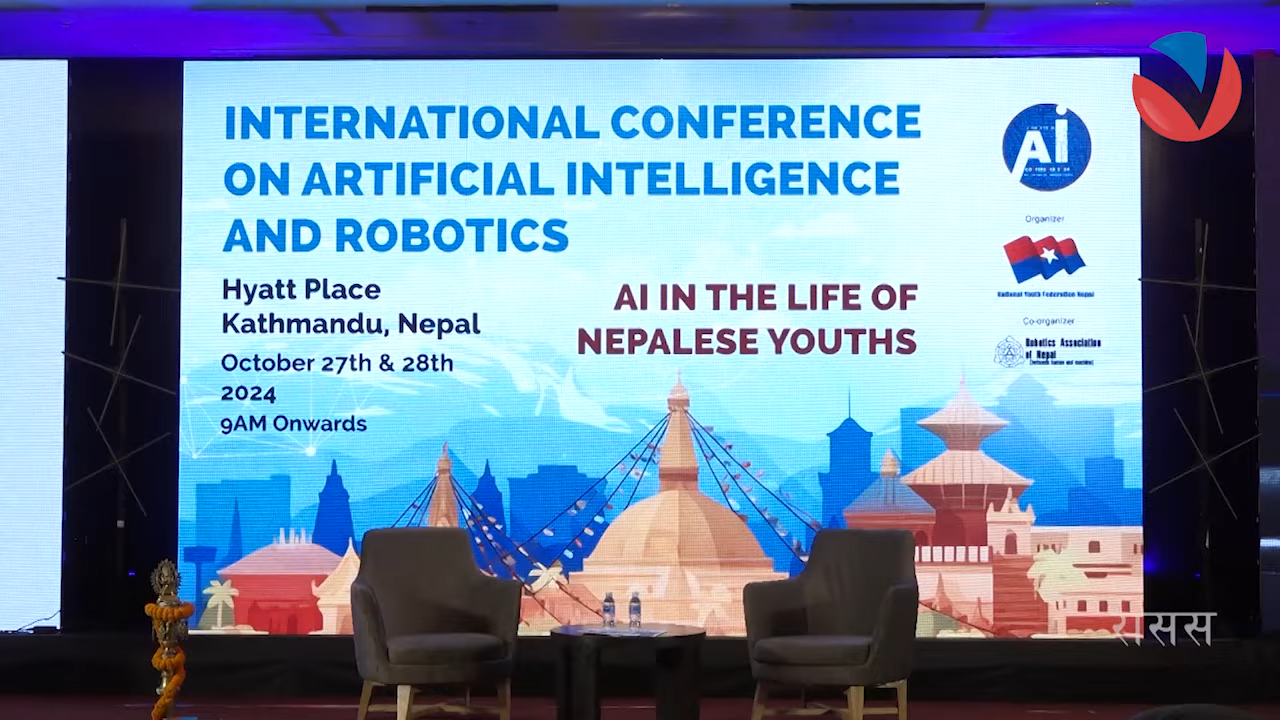 INTERNATIONAL CONFERENCE
ON ARTIFICIAL INTELLIGENCE
AND ROBOTICS
Hyatt Place
Kathmandu, Nepal
October 27th & 28th
2024
9AM Onwards
AI IN THE LIFE OF
NEPALESE YOUTHS
Ai
Organizer
National Youth Federation Nepal
Co-organizer
Robotics Association
of Nepal
रासस